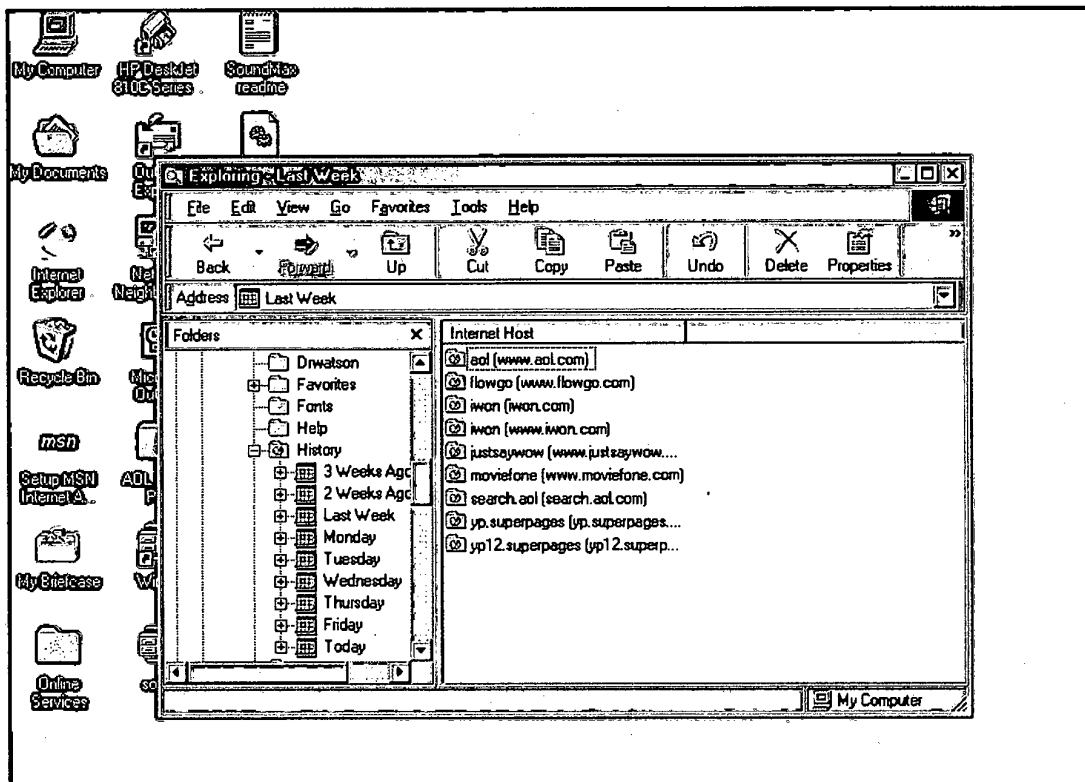 My Computer
HP DeskJet
810C Series
SoundMax
readme
My Documents
Internet
Explorer
Recycle Bin
msn
Setup MSN
Internet A...
My Briefcase
Online
Services
Exploring - Last Week
File Edit View Go Favorites Tools Help
Back Forward Up Cut Copy Paste Undo Delete Properties »
Address Last Week
Folders
Drwatson
Favorites
Fonts
Help
History
3 Weeks Ago
2 Weeks Ago
Last Week
Monday
Tuesday
Wednesday
Thursday
Friday
Today
Internet Host
aol (www.aol.com)
flowgo (www.flowgo.com)
iwon (iwon.com)
iwon (www.iwon.com)
justsaywow (www.justsaywow....
moviefone (www.moviefone.com)
search.aol (search.aol.com)
yp.superpages (yp.superpages....
yp12.superpages (yp12.superp...
My Computer